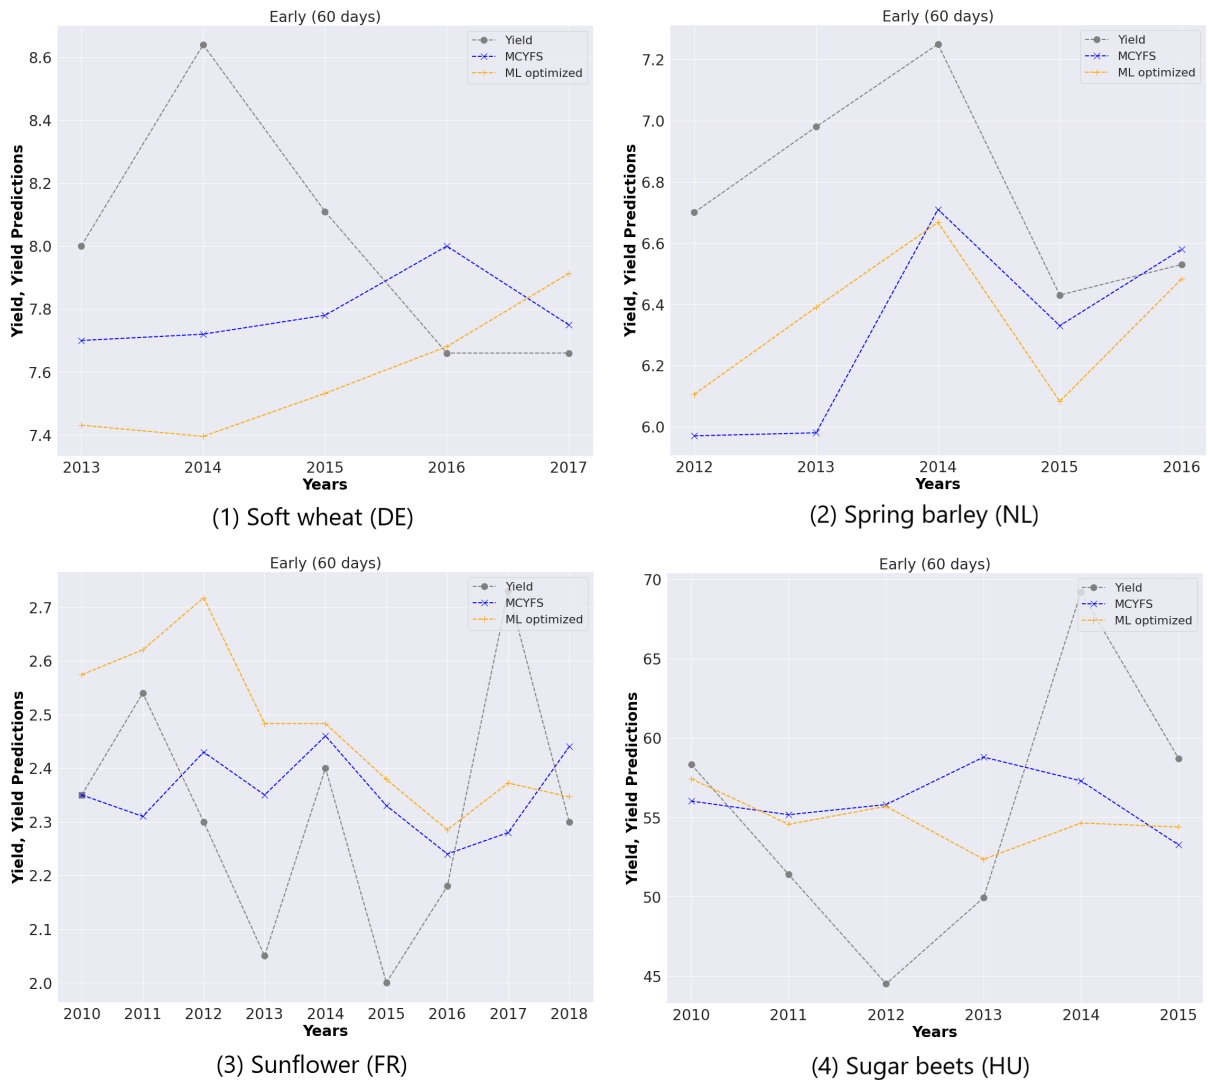 Early (60 days)
Yield
MCYFS
ML optimized
8.6
8.4
8.2
8.0
7.8
7.6
7.4
Yield, Yield Predictions
2013 2014 2015 2016 2017
Years
(1) Soft wheat (DE)
Early (60 days)
Yield
MCYFS
ML optimized
7.2
7.0
6.8
6.6
6.4
6.2
6.0
Yield, Yield Predictions
2012 2013 2014 2015 2016
Years
(2) Spring barley (NL)
Early (60 days)
Yield
MCYFS
ML optimized
2.7
2.6
2.5
2.4
2.3
2.2
2.1
2.0
Yield, Yield Predictions
2010 2011 2012 2013 2014 2015 2016 2017 2018
Years
(3) Sunflower (FR)
Early (60 days)
Yield
MCYFS
ML optimized
70
65
60
55
50
45
Yield, Yield Predictions
2010 2011 2012 2013 2014 2015
Years
(4) Sugar beets (HU)